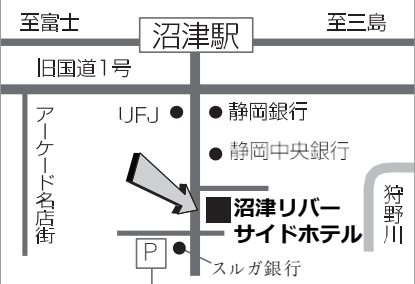 至富士
沼津駅
至三島
旧国道1号
アーケード名店街
UFJ
静岡銀行
静岡中央銀行
沼津リバー
サイドホテル
狩野川
P
スルガ銀行